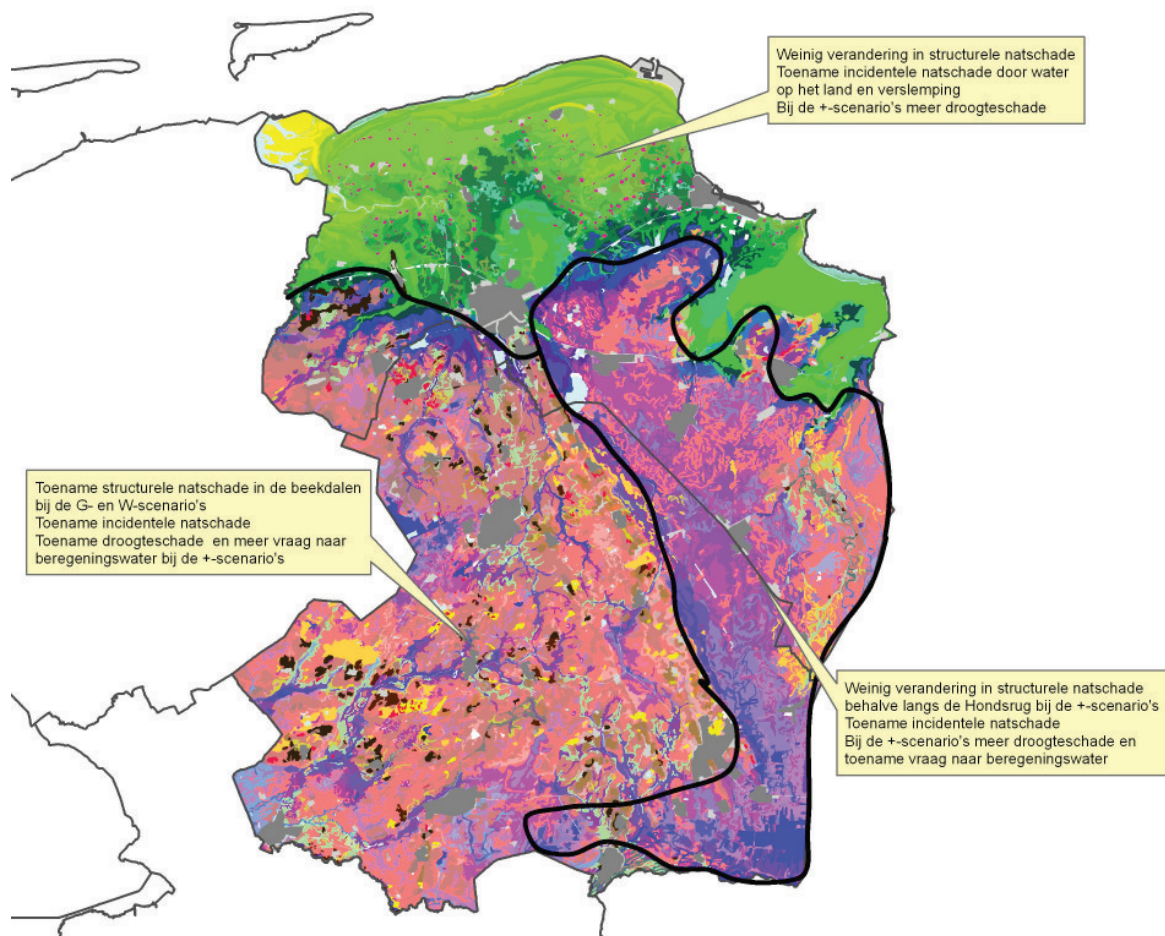 Weinig verandering in structurele natschade
Toename incidentele natschade door water
op het land en verslemping
Bij de +-scenario's meer droogteschade
Toename structurele natschade in de beekdalen
bij de G- en W-scenario's
Toename incidentele natschade
Toename droogteschade en meer vraag naar
beregeningswater bij de +-scenario's
Weinig verandering in structurele natschade
behalve langs de Hondsrug bij de +-scenario's
Toename incidentele natschade
Bij de +-scenario's meer droogteschade en
toename vraag naar beregeningswater